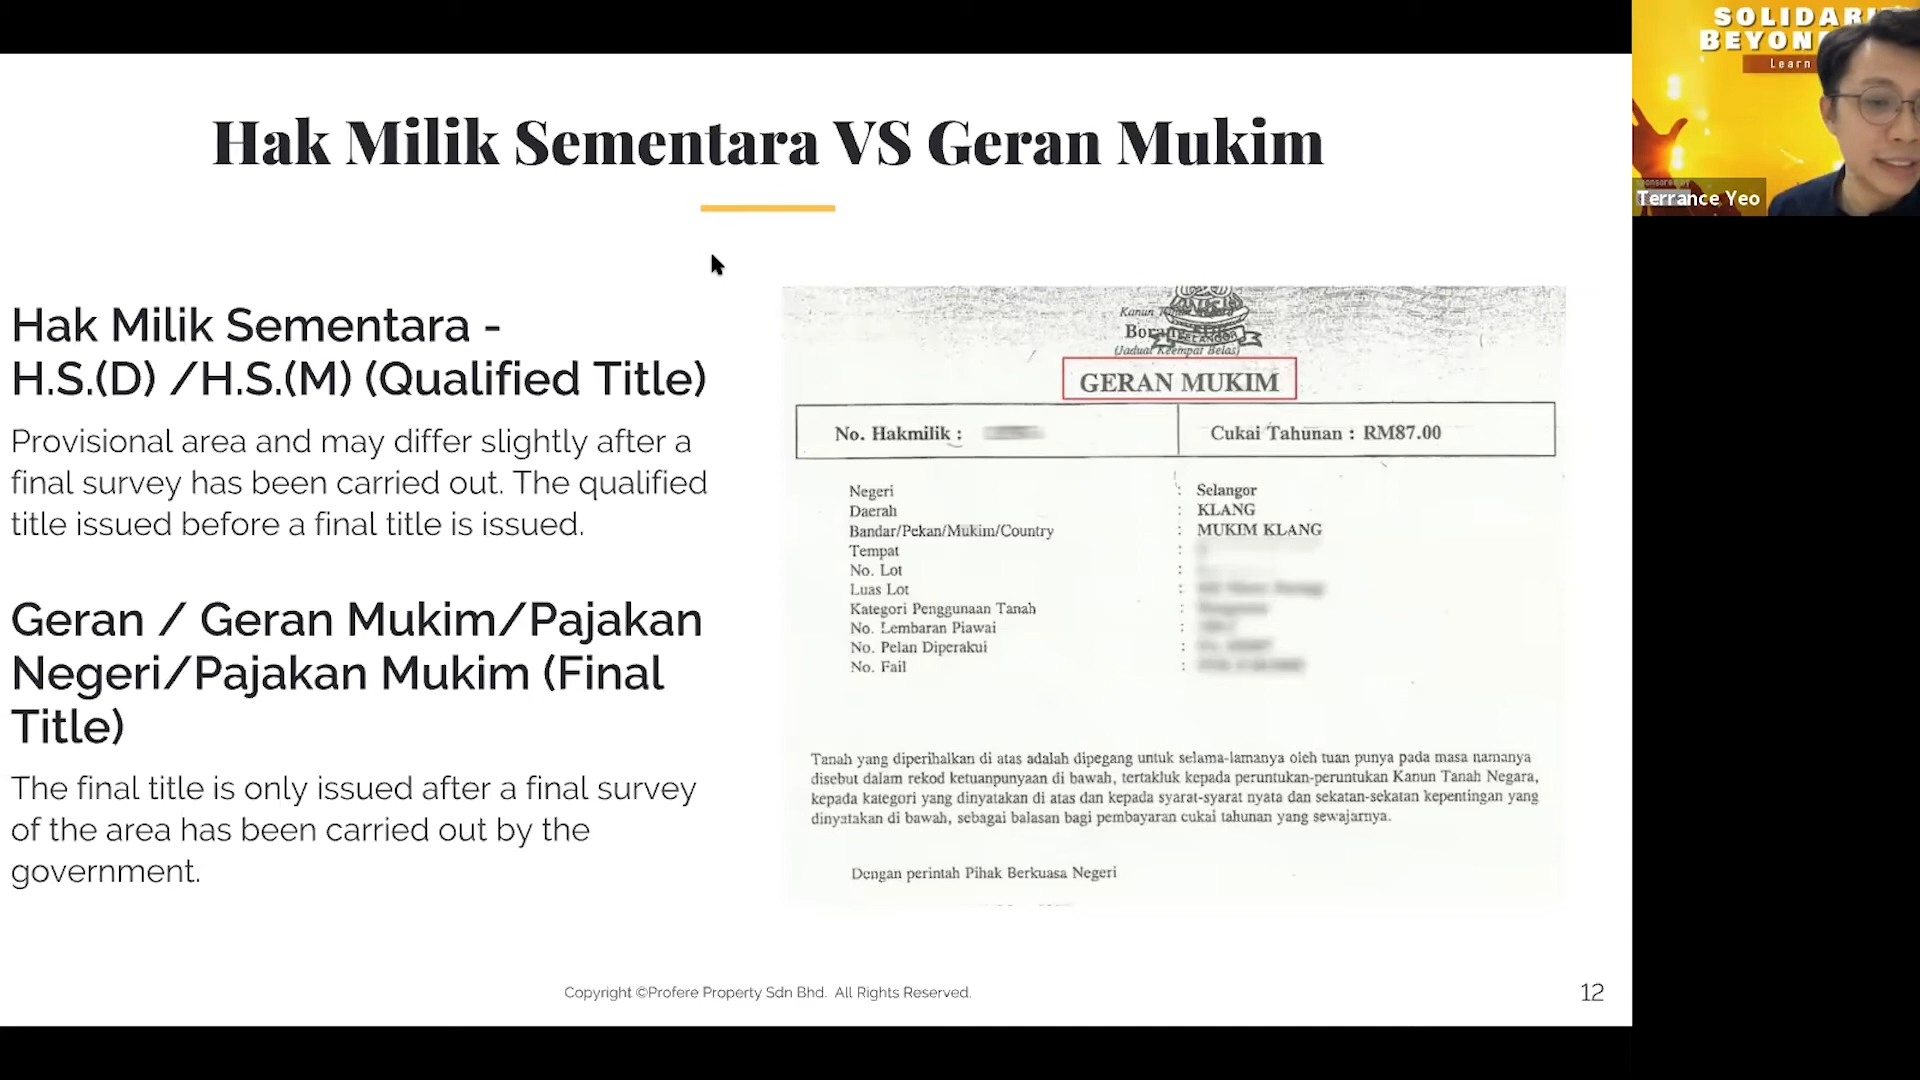 Hak Milik Sementara VS Geran Mukim
Hak Milik Sementara -
H.S.(D) /H.S.(M) (Qualified Title)
Provisional area and may differ slightly after a
final survey has been carried out. The qualified
title issued before a final title is issued.
Geran / Geran Mukim/Pajakan
Negeri/Pajakan Mukim (Final
Title)
The final title is only issued after a final survey
of the area has been carried out by the
government.
Kanun
(Jadual Keempat Belas)
GERAN MUKIM
No. Hakmilik :
Cukai Tahunan : RM87.00
Negeri : Selangor
Daerah : KLANG
Bandar/Pekan/Mukim/Country : MUKIM KLANG
Tempat :
No. Lot :
Luas Lot :
Kategori Penggunaan Tanah :
No. Lembaran Piawai :
No. Pelan Diperakui :
No. Fail :
Tanah yang diperihalkan di atas adalah dipegang untuk selama-lamanya oleh tuan punya pada masa namanya
disebut dalam rekod ketuanpunyaan di bawah, tertakluk kepada peruntukan-peruntukan Kanun Tanah Negara,
kepada kategori yang dinyatakan di atas dan kepada syarat-syarat nyata dan sekatan-sekatan kepentingan yang
dinyatakan di bawah, sebagai balasan bagi pembayaran cukai tahunan yang sewajarnya.
Dengan perintah Pihak Berkuasa Negeri
Copyright ©Profere Property Sdn Bhd. All Rights Reserved.
12
Learn
Terrance Yeo